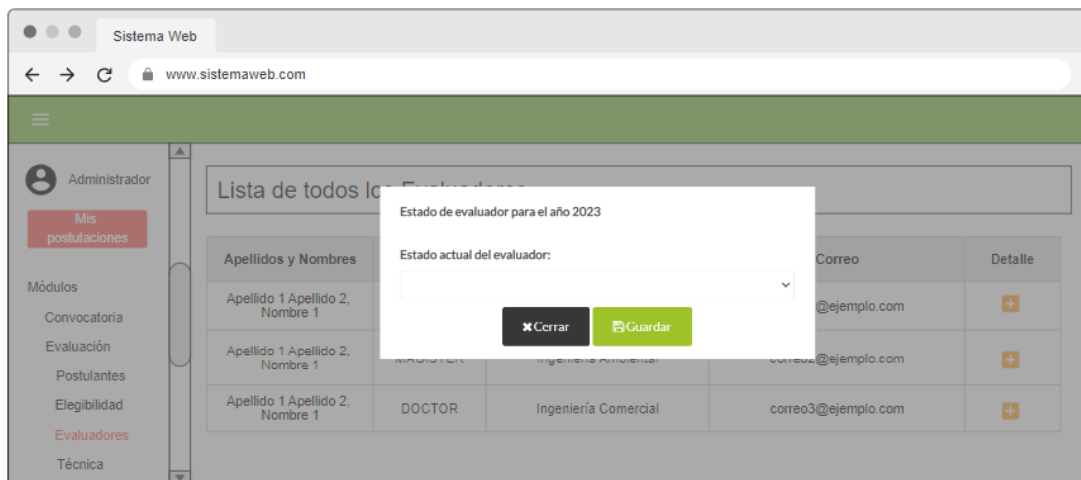 Sistema Web
www.sistemaweb.com
Administrador
Mis
postulaciones
Módulos
Convocatoria
Evaluación
Postulantes
Elegibilidad
Evaluadores
Técnica
Lista de todos los Evaluadores
Estado de evaluador para el año 2023
Estado actual del evaluador:
Cerrar
Guardar
Apellidos y Nombres
Correo
Detalle
Apellido 1 Apellido 2,
Nombre 1
@ejemplo.com
Apellido 1 Apellido 2,
Nombre 1
MAGISTER
Ingeniería Ambiental
correo2@ejemplo.com
Apellido 1 Apellido 2,
Nombre 1
DOCTOR
Ingeniería Comercial
correo3@ejemplo.com